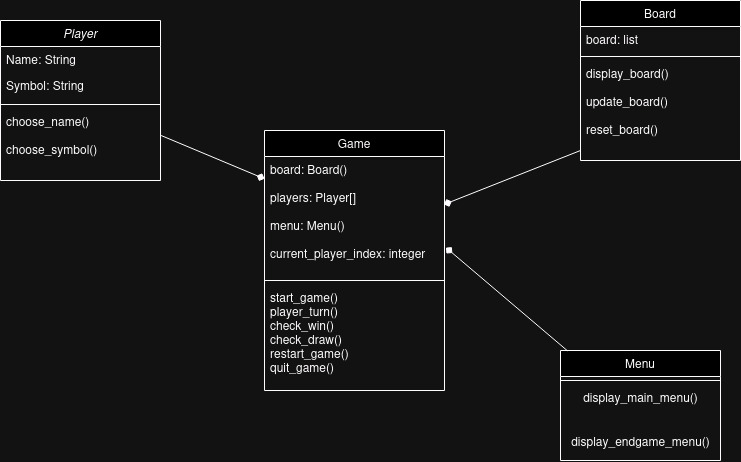 Player
Name: String
Symbol: String
choose_name()
choose_symbol()
Game
board: Board()
players: Player[]
menu: Menu()
current_player_index: integer
start_game()
player_turn()
check_win()
check_draw()
restart_game()
quit_game()
Board
board: list
display_board()
update_board()
reset_board()
Menu
display_main_menu()
display_endgame_menu()